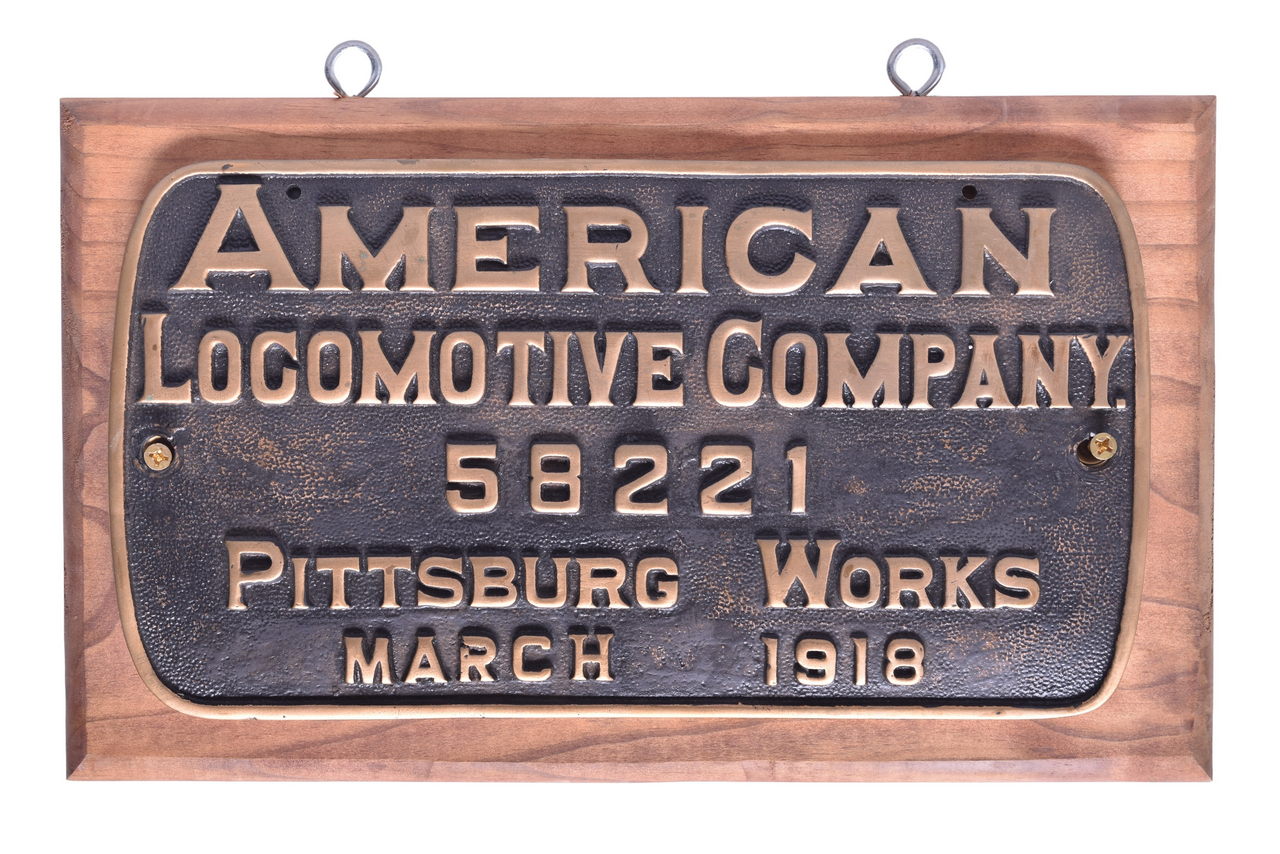 AMERICAN
LOCOMOTIVE COMPANY.
58221
PITTSBURG WORKS
MARCH 1918